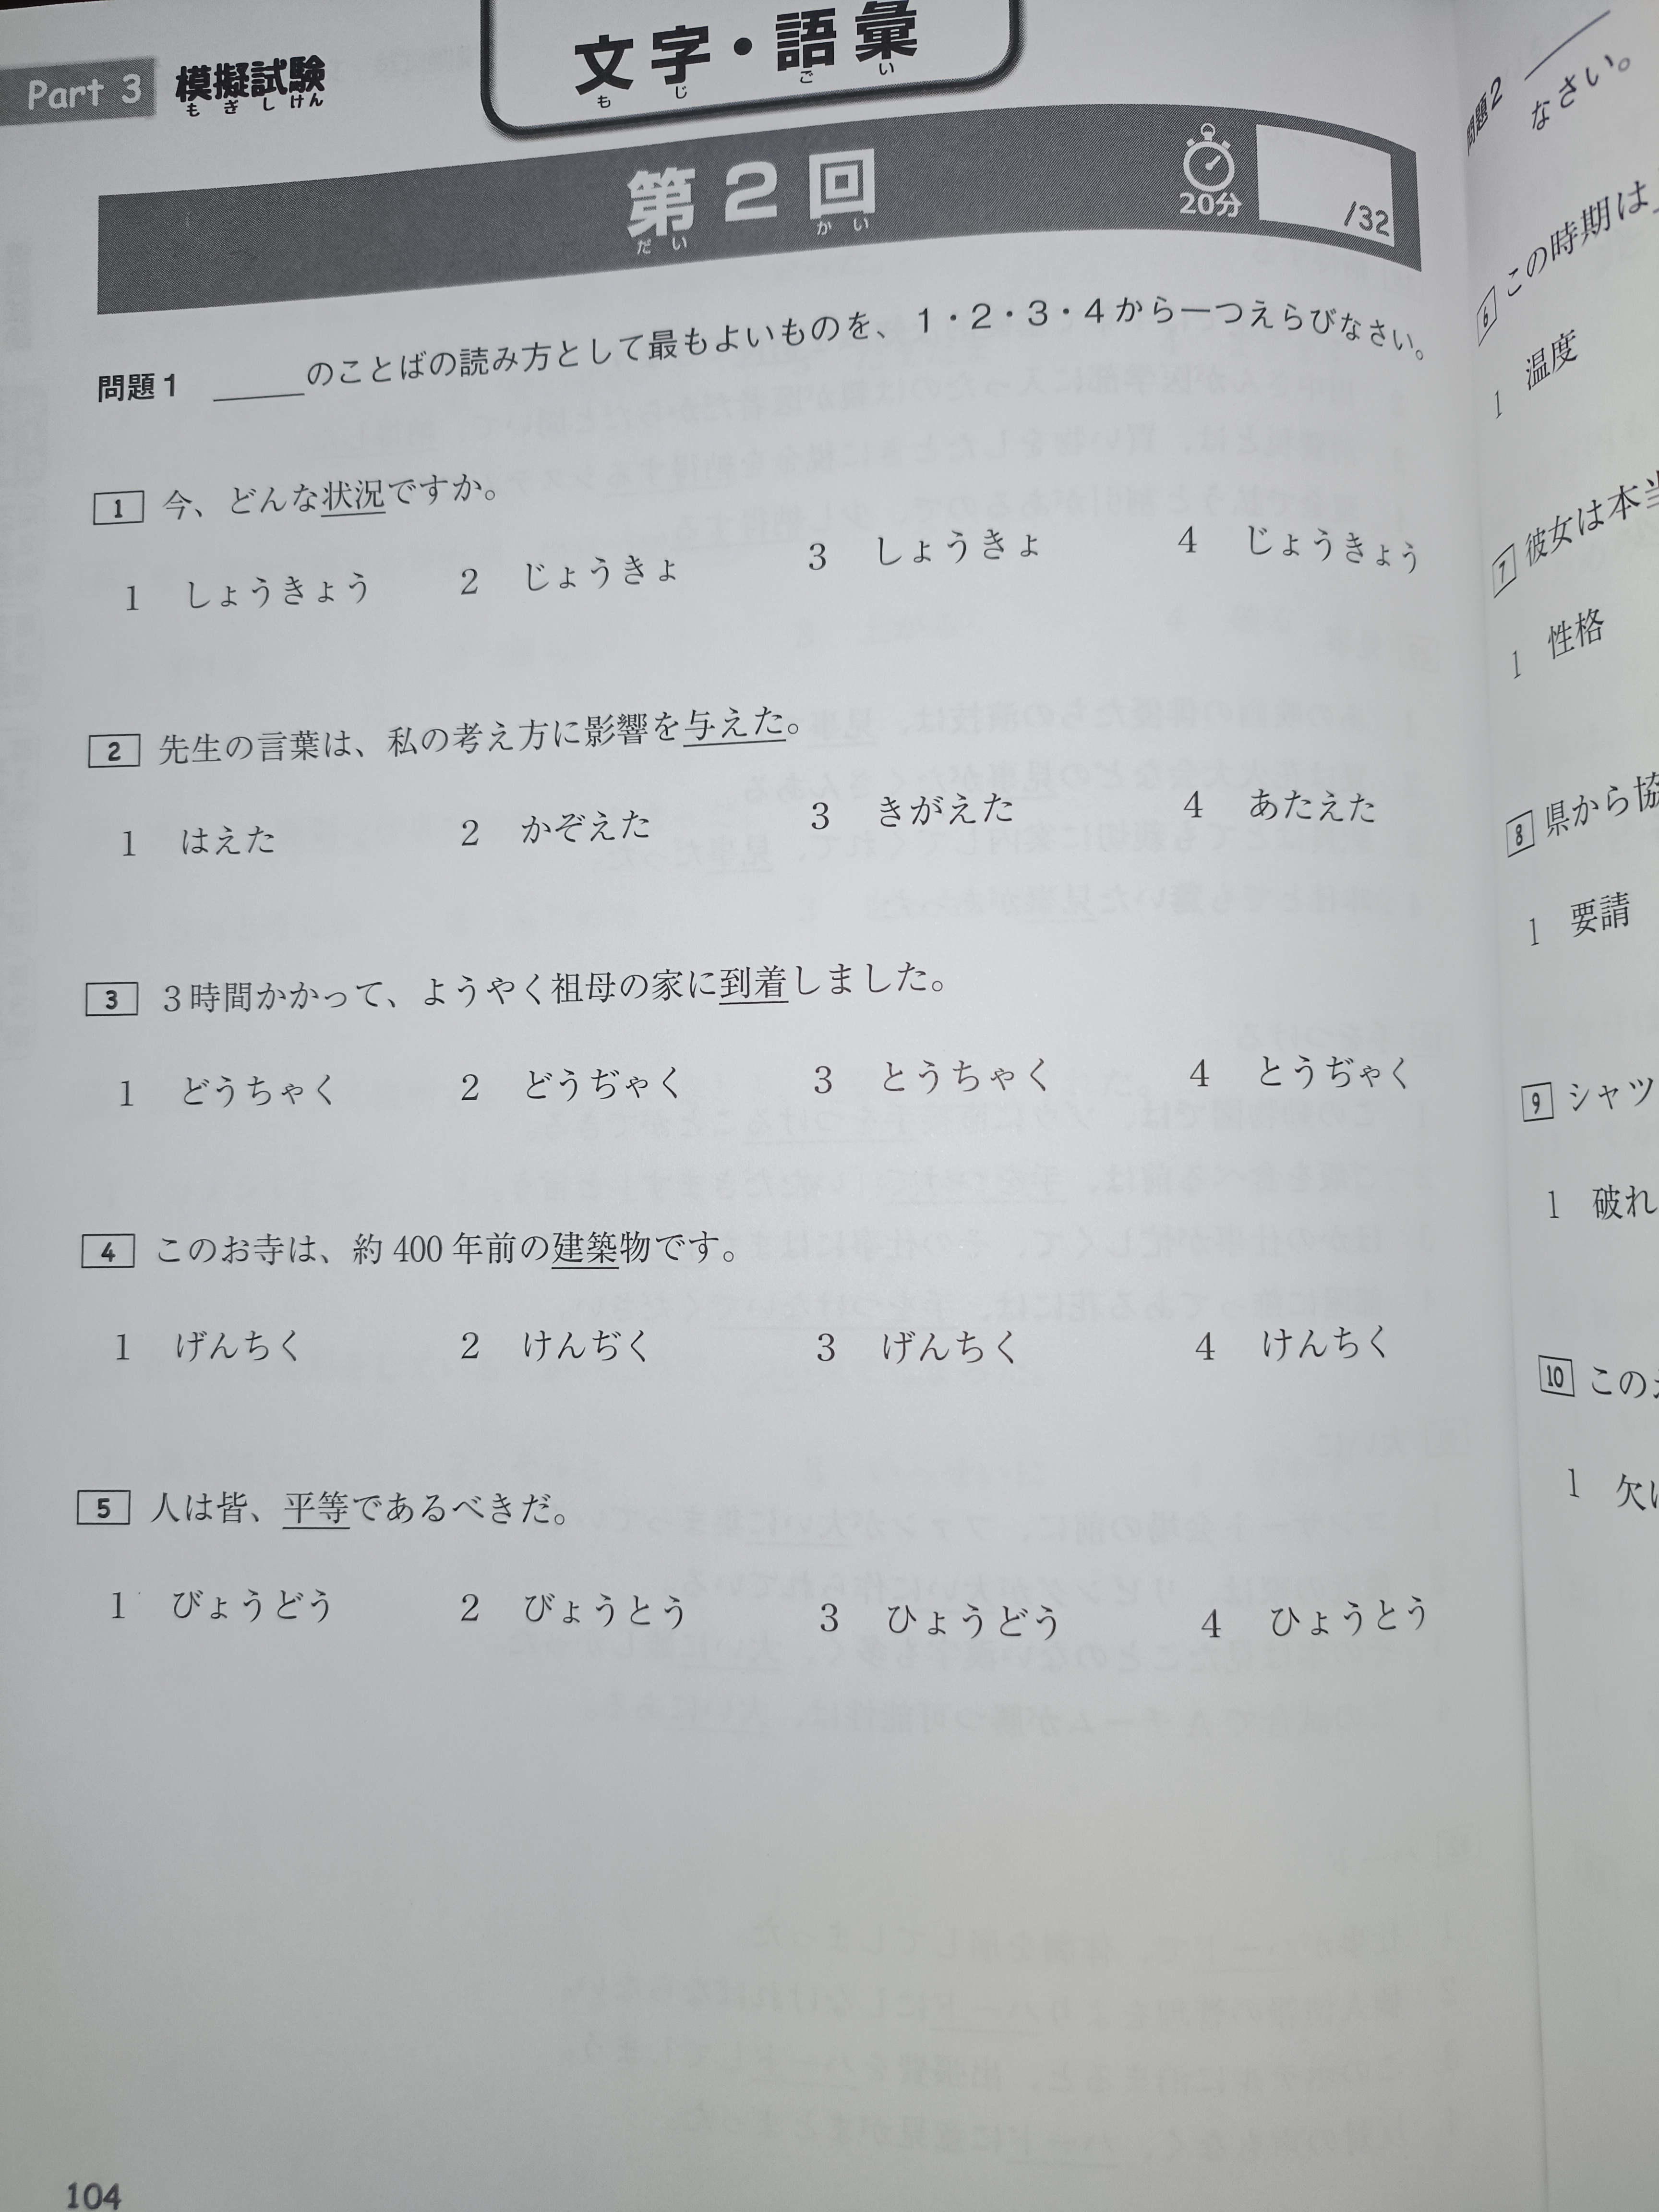 Part 3 模擬試験
もぎしけん
文字・語彙
もじごい
第2回
だいかい
20分
/32
問題1 ＿＿＿のことばの読み方として最もよいものを、1・2・3・4から一つえらびなさい。
1 今、どんな状況ですか。
1 しょうきょう 2 じょうきょ 3 しょうきょ 4 じょうきょう
2 先生の言葉は、私の考え方に影響を与えた。
1 はえた 2 かぞえた 3 きがえた 4 あたえた
3 3時間かかって、ようやく祖母の家に到着しました。
1 どうちゃく 2 どうぢゃく 3 とうちゃく 4 とうぢゃく
4 このお寺は、約400年前の建築物です。
1 げんちく 2 けんぢく 3 げんちく 4 けんちく
5 人は皆、平等であるべきだ。
1 びょうどう 2 びょうとう 3 ひょうどう 4 ひょうとう
104
問題2
なさい。
6 この時期は
1 温度
7 彼女は本当
1 性格
8 県から協
1 要請
9 シャツ
1 破れ
10 この
1 欠け